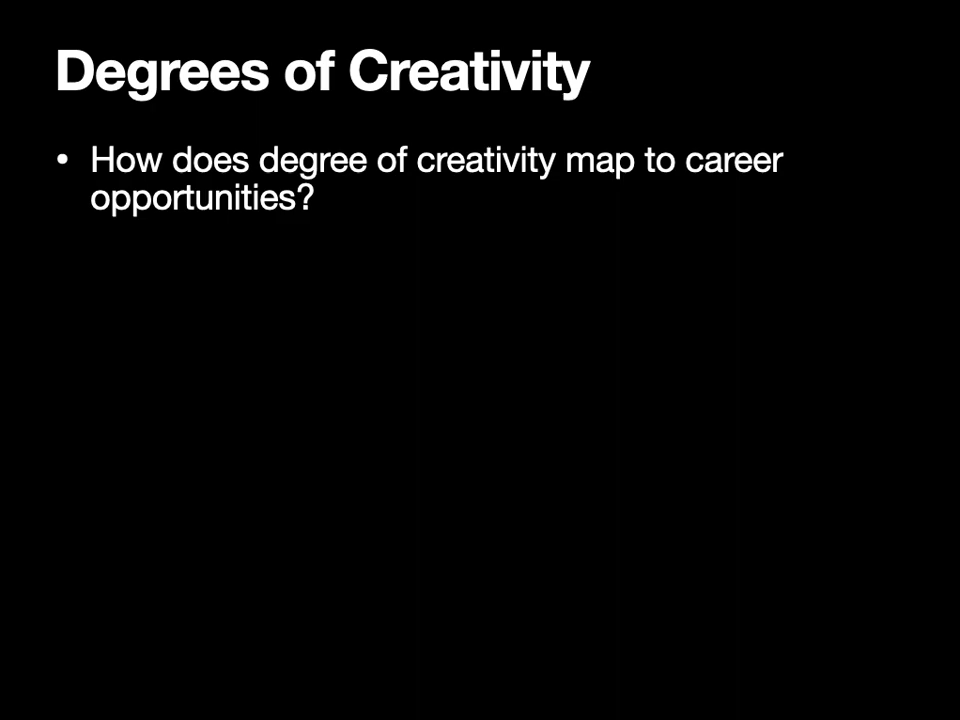 Degrees of Creativity
• How does degree of creativity map to career
opportunities?